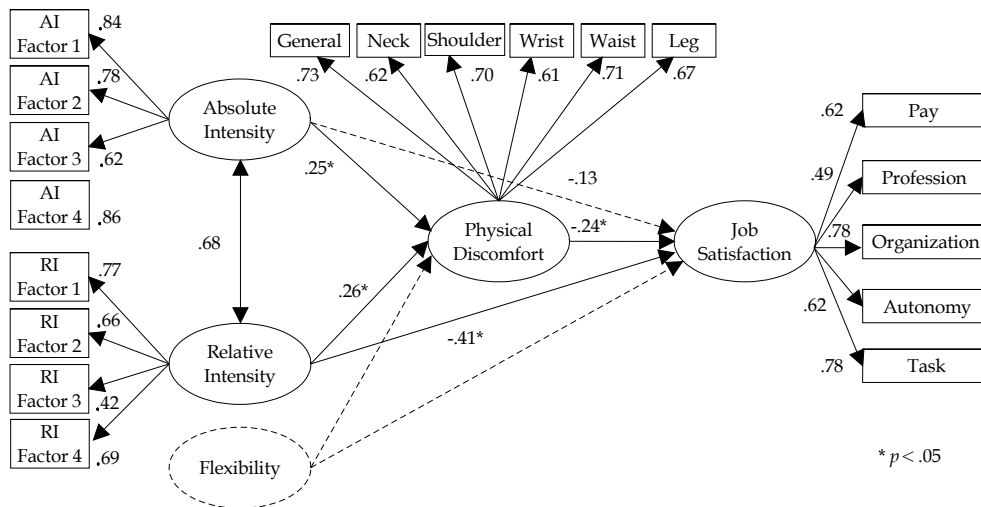 AI
Factor 1
.84
AI
Factor 2
.78
AI
Factor 3
.62
AI
Factor 4
.86
RI
Factor 1
.77
RI
Factor 2
.66
RI
Factor 3
.42
RI
Factor 4
.69
Absolute
Intensity
.68
Relative
Intensity
Flexibility
General
Neck
Shoulder
Wrist
Waist
Leg
.73
.62
.70
.61
.71
.67
.25*
.26*
-.13
-.24*
-.41*
Physical
Discomfort
Job
Satisfaction
.62
.49
.78
.62
.78
Pay
Profession
Organization
Autonomy
Task
* p < .05